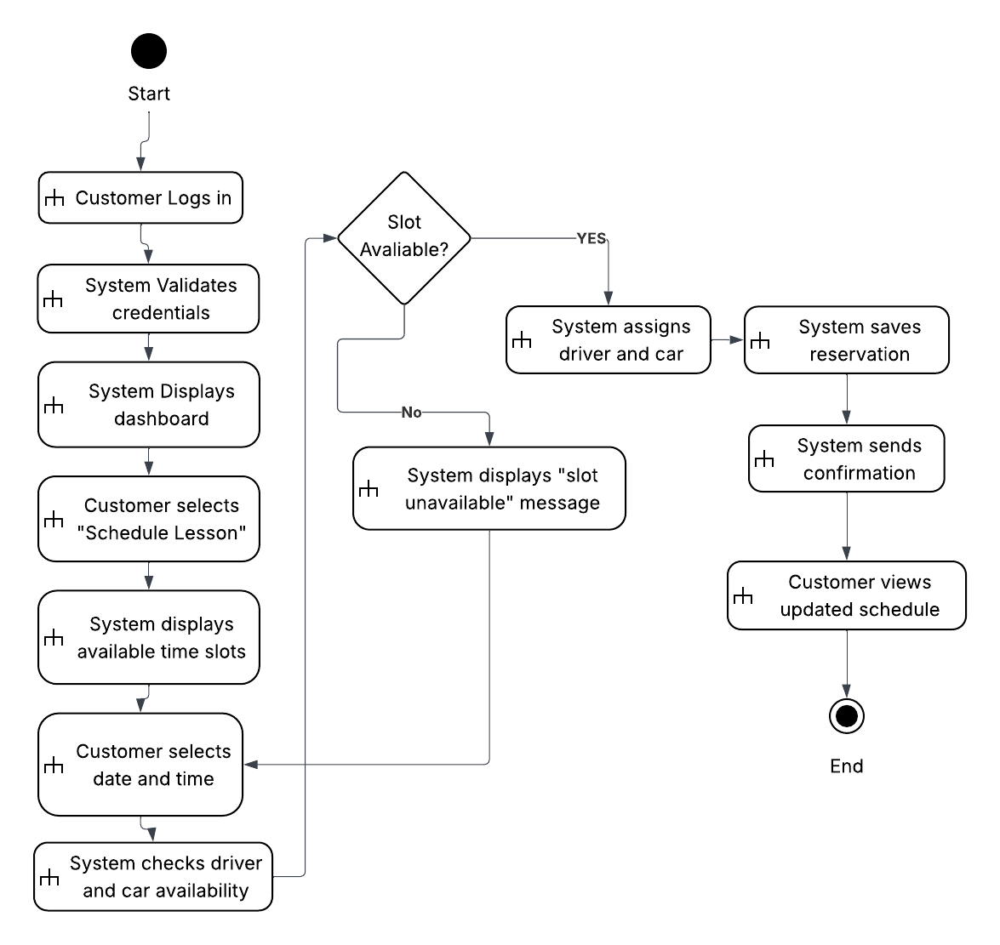 Start
Customer Logs in
System Validates
credentials
System Displays
dashboard
Customer selects
"Schedule Lesson"
System displays
available time slots
Customer selects
date and time
System checks driver
and car availability
Slot
Avaliable?
YES
No
System displays "slot
unavailable" message
System assigns
driver and car
System saves
reservation
System sends
confirmation
Customer views
updated schedule
End